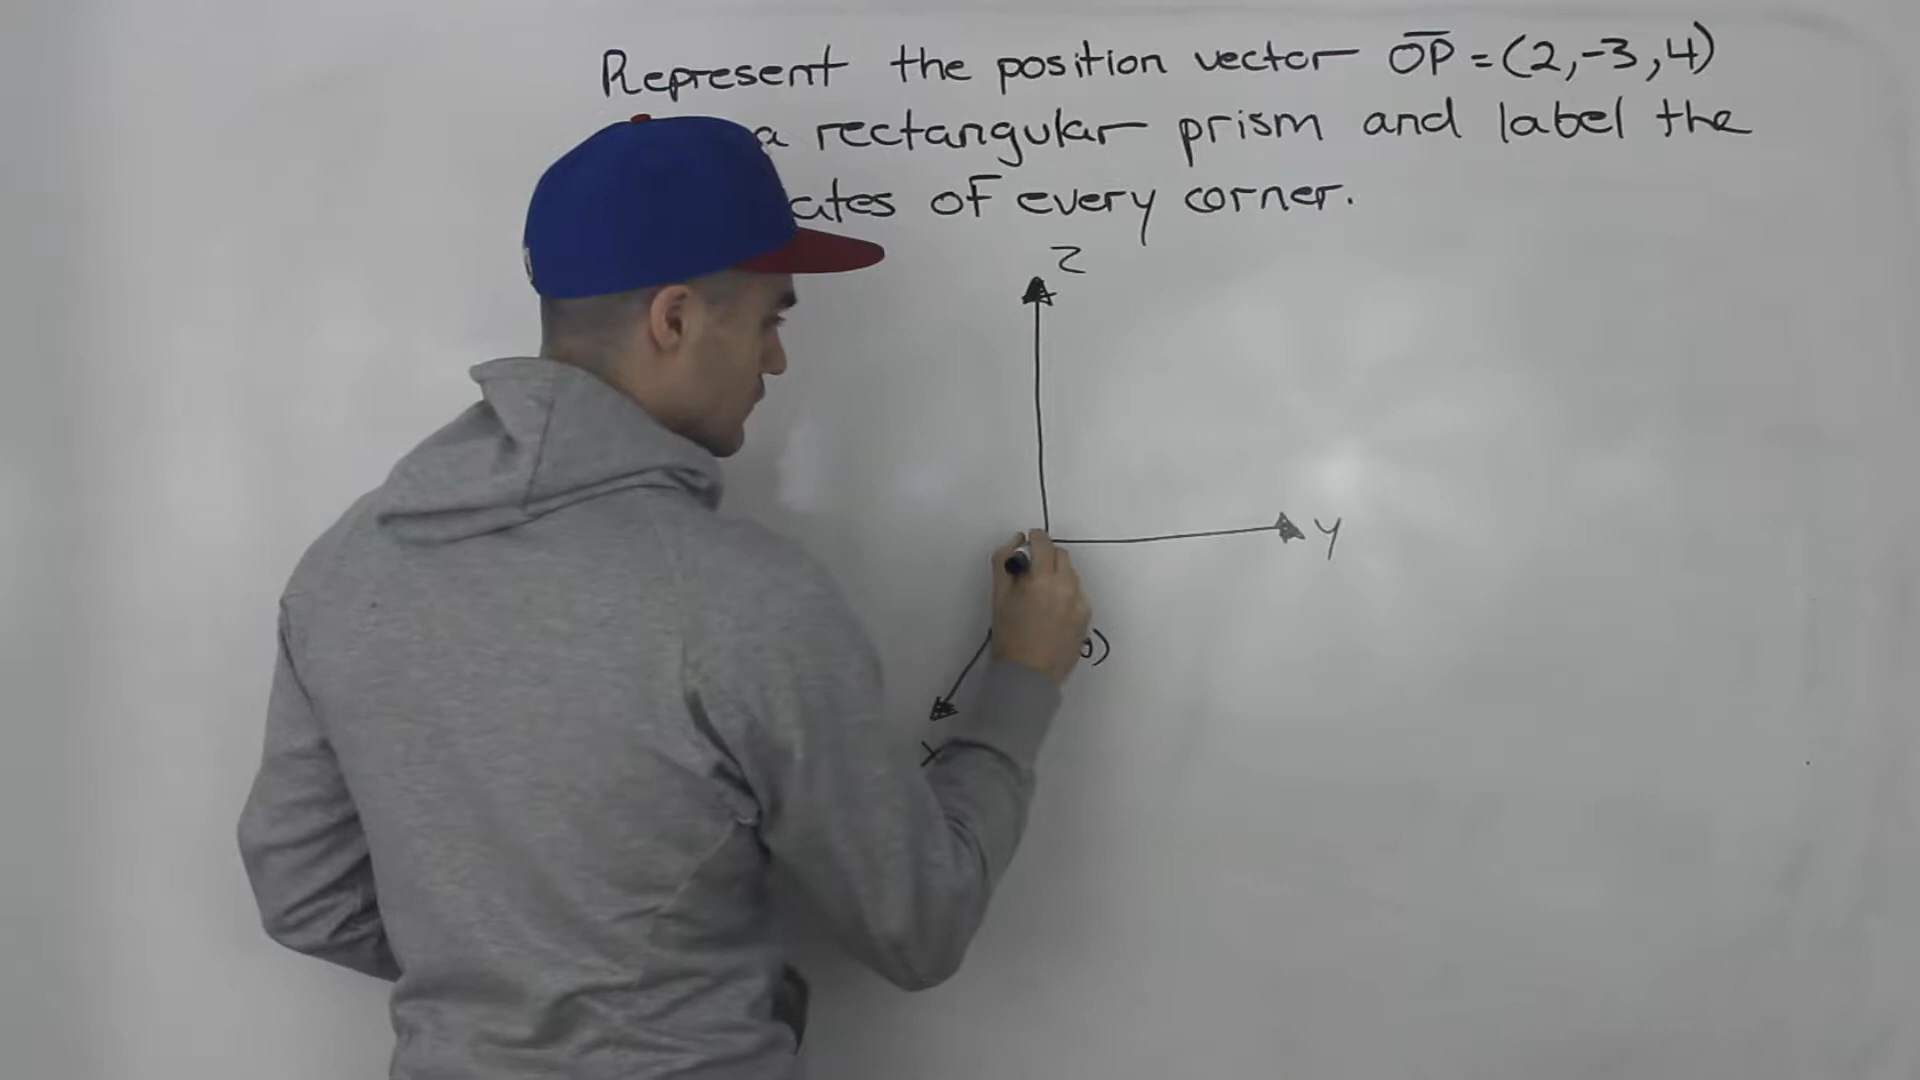 Represent the position vector OP = (2,-3,4)
a rectangular prism and label the
of every corner.
Z
Y
X